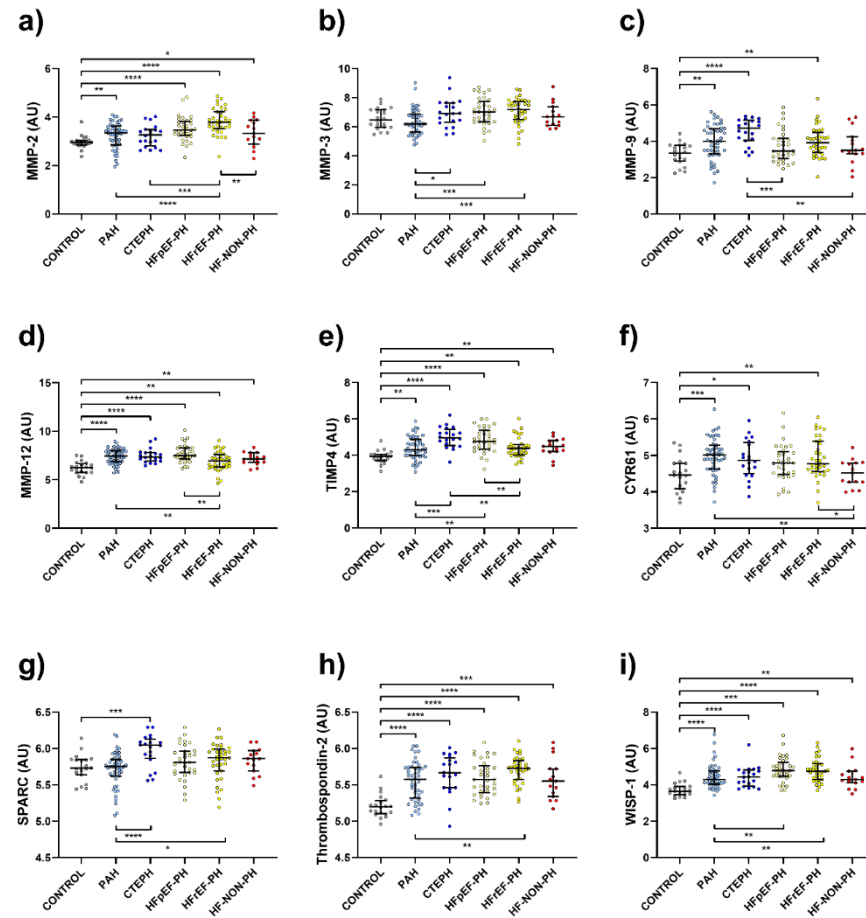 a)
*
****
****
**
MMP-2 (AU)
6
4
2
0
***
**
****
CONTROL
PAH
CTEPH
HFpEF-PH
HFrEF-PH
HF-NON-PH
b)
MMP-3 (AU)
10
8
6
4
2
0
*
***
***
CONTROL
PAH
CTEPH
HFpEF-PH
HFrEF-PH
HF-NON-PH
c)
**
****
**
MMP-9 (AU)
8
6
4
2
0
***
**
CONTROL
PAH
CTEPH
HFpEF-PH
HFrEF-PH
HF-NON-PH
d)
**
**
****
****
****
MMP-12 (AU)
15
10
5
0
**
**
CONTROL
PAH
CTEPH
HFpEF-PH
HFrEF-PH
HF-NON-PH
e)
**
**
****
****
**
TIMP4 (AU)
8
6
4
2
0
**
***
**
**
CONTROL
PAH
CTEPH
HFpEF-PH
HFrEF-PH
HF-NON-PH
f)
**
*
***
CYR61 (AU)
7
6
5
4
3
*
**
CONTROL
PAH
CTEPH
HFpEF-PH
HFrEF-PH
HF-NON-PH
g)
***
SPARC (AU)
6.5
6.0
5.5
5.0
4.5
****
*
CONTROL
PAH
CTEPH
HFpEF-PH
HFrEF-PH
HF-NON-PH
h)
***
****
****
****
****
Thrombospondin-2 (AU)
6.5
6.0
5.5
5.0
4.5
**
CONTROL
PAH
CTEPH
HFpEF-PH
HFrEF-PH
HF-NON-PH
i)
**
****
***
****
****
WISP-1 (AU)
8
6
4
2
0
**
**
CONTROL
PAH
CTEPH
HFpEF-PH
HFrEF-PH
HF-NON-PH